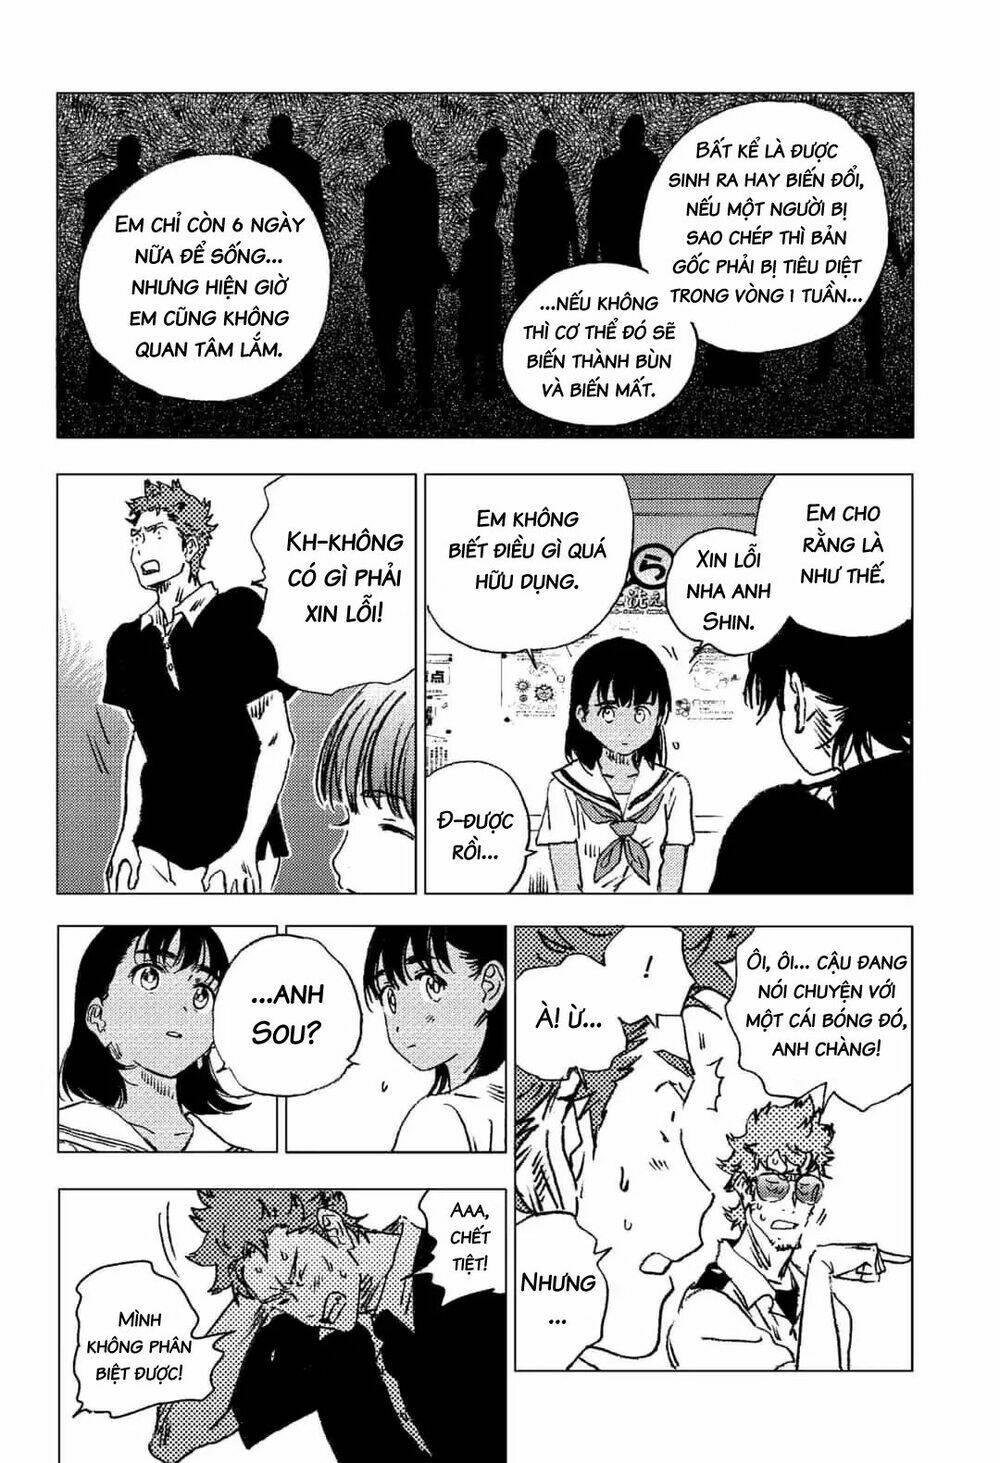 BẤT KỂ LÀ ĐƯỢC
SINH RA HAY BIẾN ĐỔI,
NẾU MỘT NGƯỜI BỊ
SAO CHÉP THÌ BẢN
GỐC PHẢI BỊ TIÊU DIỆT
TRONG VÒNG 1 TUẦN...
...NẾU KHÔNG
THÌ CƠ THỂ ĐÓ SẼ
BIẾN THÀNH BÙN
VÀ BIẾN MẤT.
EM CHỈ CÒN 6 NGÀY
NỮA ĐỂ SỐNG...
NHƯNG HIỆN GIỜ
EM CŨNG KHÔNG
QUAN TÂM LẮM.
EM CHO
RẰNG LÀ
NHƯ THẾ.
XIN LỖI
NHA ANH
SHIN.
EM KHÔNG
BIẾT ĐIỀU GÌ QUÁ
HỮU DỤNG.
ら
Đ-ĐƯỢC
RỒI...
KH-KHÔNG
CÓ GÌ PHẢI
XIN LỖI!
ÔI, ÔI... CẬU ĐANG
NÓI CHUYỆN VỚI
MỘT CÁI BÓNG ĐÓ,
ANH CHÀNG!
!
À! Ừ...
NHƯNG
...
...ANH
SOU?
AAA,
CHẾT
TIỆT!
MÌNH
KHÔNG PHÂN
BIỆT ĐƯỢC!